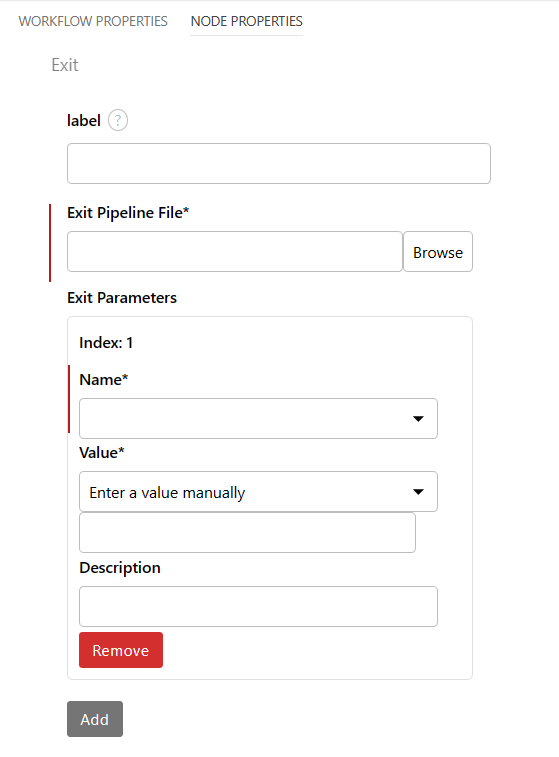 WORKFLOW PROPERTIES NODE PROPERTIES
Exit
label ?
Exit Pipeline File*
Browse
Exit Parameters
Index: 1
Name*
Value*
Enter a value manually
Description
Remove
Add